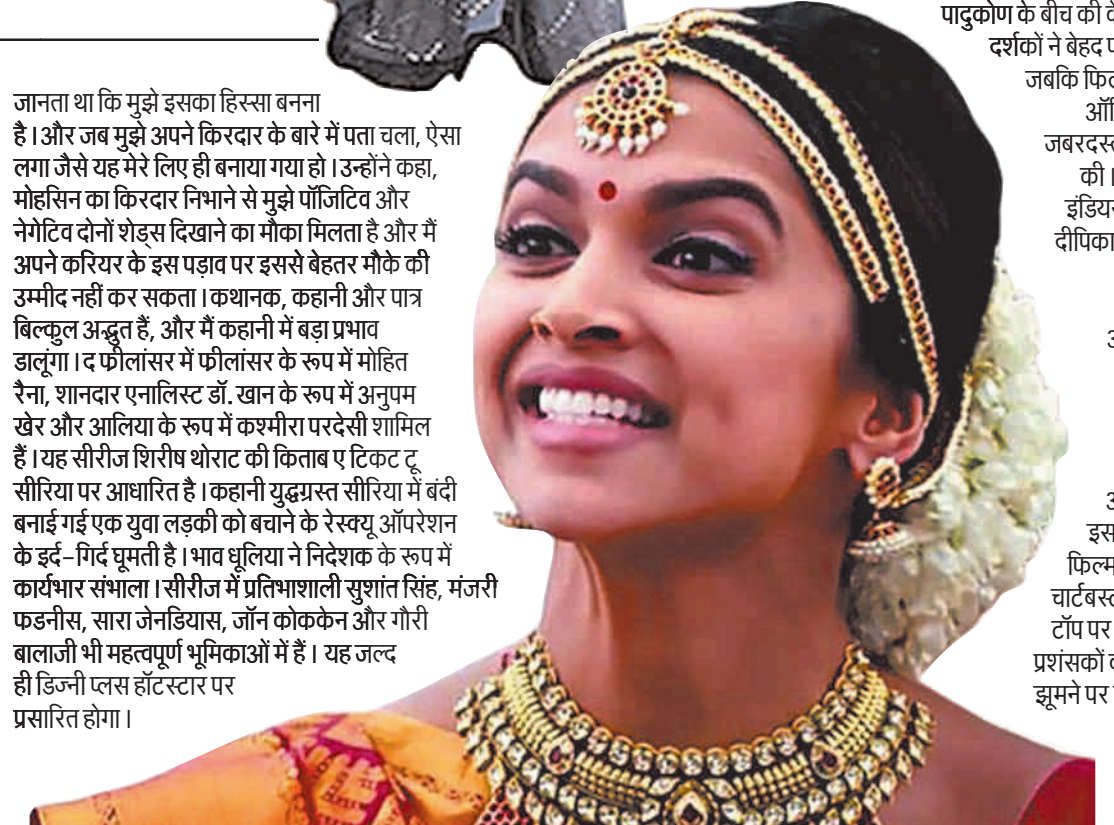 जानता था कि मुझे इसका हिस्सा बनना
है। और जब मुझे अपने किरदार के बारे में पता चला, ऐसा
लगा जैसे यह मेरे लिए ही बनाया गया हो। उन्होंने कहा,
मोहसिन का किरदार निभाने से मुझे पॉजिटिव और
नेगेटिव दोनों शेड्स दिखाने का मौका मिलता है और मैं
अपने करियर के इस पड़ाव पर इससे बेहतर मौके की
उम्मीद नहीं कर सकता। कथानक, कहानी और पात्र
बिल्कुल अद्भुत हैं, और मैं कहानी में बड़ा प्रभाव
डालूंगा। द फ्रीलांसर में फ्रीलांसर के रूप में मोहित
रैना, शानदार एनालिस्ट डॉ. खान के रूप में अनुपम
खेर और आलिया के रूप में कश्मीरा परदेसी शामिल
हैं। यह सीरीज शिरीष थोराट की किताब ए टिकट टू
सीरिया पर आधारित है। कहानी युद्धग्रस्त सीरिया में बंदी
बनाई गई एक युवा लड़की को बचाने के रेस्क्यू ऑपरेशन
के इर्द-गिर्द घूमती है। भाव धूलिया ने निदेशक के रूप में
कार्यभार संभाला। सीरीज में प्रतिभाशाली सुशांत सिंह, मंजरी
फडनीस, सारा जेनडियास, जॉन कोककेन और गौरी
बालाजी भी महत्वपूर्ण भूमिकाओं में हैं। यह जल्द
ही डिज्नी प्लस हॉटस्टार पर
प्रसारित होगा।
पादुकोण के बीच की
दर्शकों ने बेहद
जबकि
की।
दीपिका
इस
टॉप पर
प्रशंसकों
झूमने पर